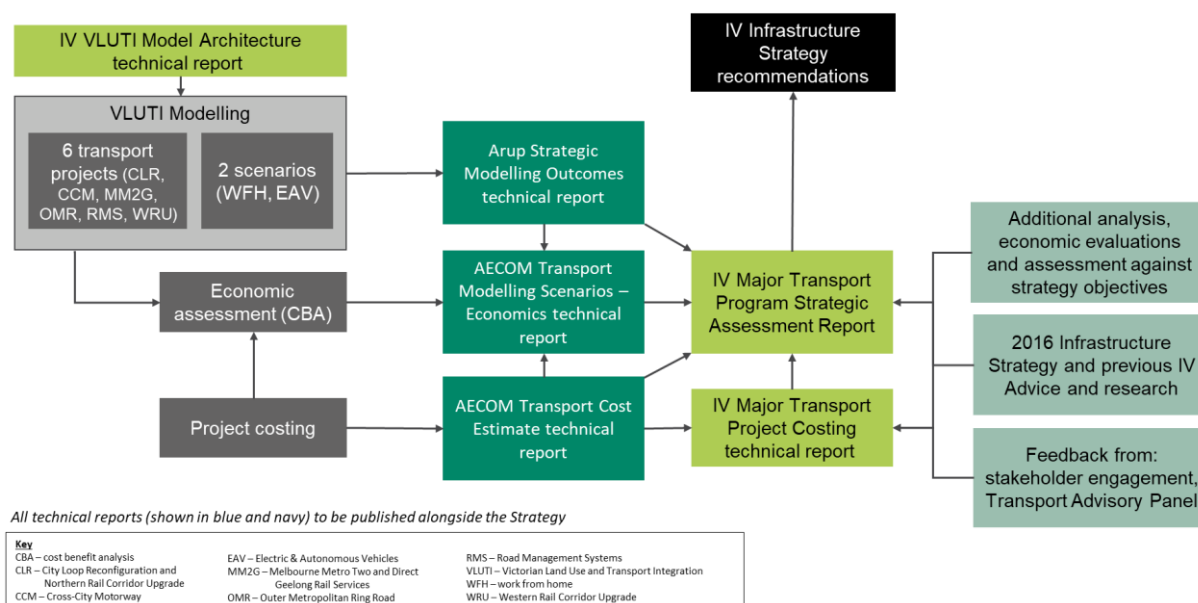 IV VLUTI Model Architecture
technical report
VLUTI Modelling
6 transport
projects (CLR,
CCM, MM2G,
OMR, RMS, WRU)
2 scenarios
(WFH, EAV)
Economic
assessment (CBA)
Project costing
Arup Strategic
Modelling Outcomes
technical report
AECOM Transport
Modelling Scenarios –
Economics technical
report
AECOM Transport Cost
Estimate technical
report
IV Infrastructure
Strategy
recommendations
IV Major Transport
Program Strategic
Assessment Report
IV Major Transport
Project Costing
technical report
Additional analysis,
economic evaluations
and assessment against
strategy objectives
2016 Infrastructure
Strategy and previous IV
Advice and research
Feedback from:
stakeholder engagement,
Transport Advisory Panel
All technical reports (shown in blue and navy) to be published alongside the Strategy
Key
CBA – cost benefit analysis
CLR – City Loop Reconfiguration and
Northern Rail Corridor Upgrade
CCM – Cross-City Motorway
EAV – Electric & Autonomous Vehicles
MM2G – Melbourne Metro Two and Direct
Geelong Rail Services
OMR – Outer Metropolitan Ring Road
RMS – Road Management Systems
VLUTI – Victorian Land Use and Transport Integration
WFH – work from home
WRU – Western Rail Corridor Upgrade